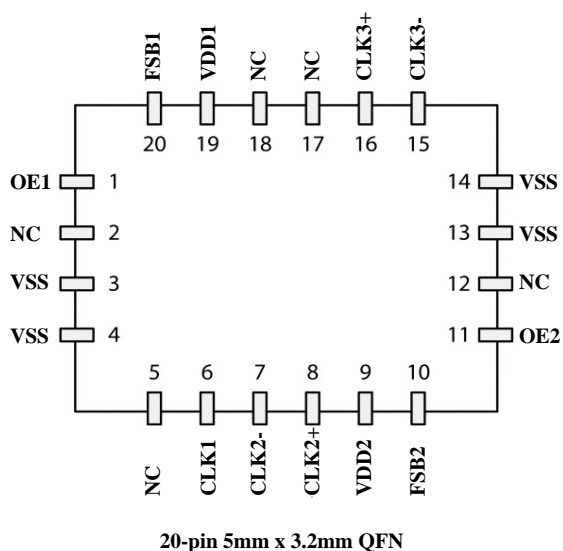 FSB1 VDD1 NC NC CLK3+ CLK3-
20 19 18 17 16 15
OE1 1 14 VSS
NC 2 13 VSS
VSS 3 12 NC
VSS 4 11 OE2
5 6 7 8 9 10
NC CLK1 CLK2- CLK2+ VDD2 FSB2
20-pin 5mm x 3.2mm QFN